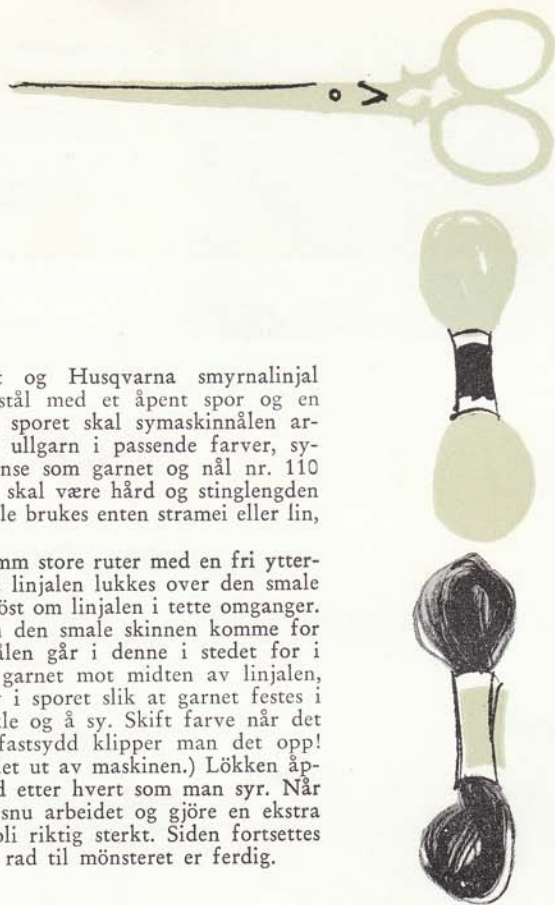 og Husqvarna smyrnalinjal
stål med et åpent spor og en
sporet skal symaskinnålen ar-
ullgarn i passende farver, sy-
nse som garnet og nål nr. 110
skal være hård og stinglengden
le brukes enten stramei eller lin,
mm store ruter med en fri ytter-
linjalen lukkes over den smale
öst om linjalen i tette omganger.
den smale skinnen komme for
ålen går i denne i stedet for i
garnet mot midten av linjalen,
i sporet slik at garnet festes i
le og å sy. Skift farve når det
fastsydd klipper man det opp!
et ut av maskinen.) Lökken åp-
d etter hvert som man syr. Når
snu arbeidet og gjöre en ekstra
oli riktig sterkt. Siden fortsettes
rad til mönsteret er ferdig.